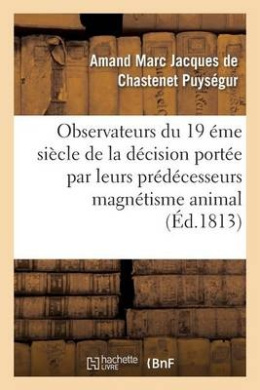 Amand Marc Jacques de
Chastenet Puységur
Observateurs du 19 éme siècle de la décision portée
par leurs prédécesseurs
magnétisme animal
(Éd.1813)
hachette
LIVRE
{BnF